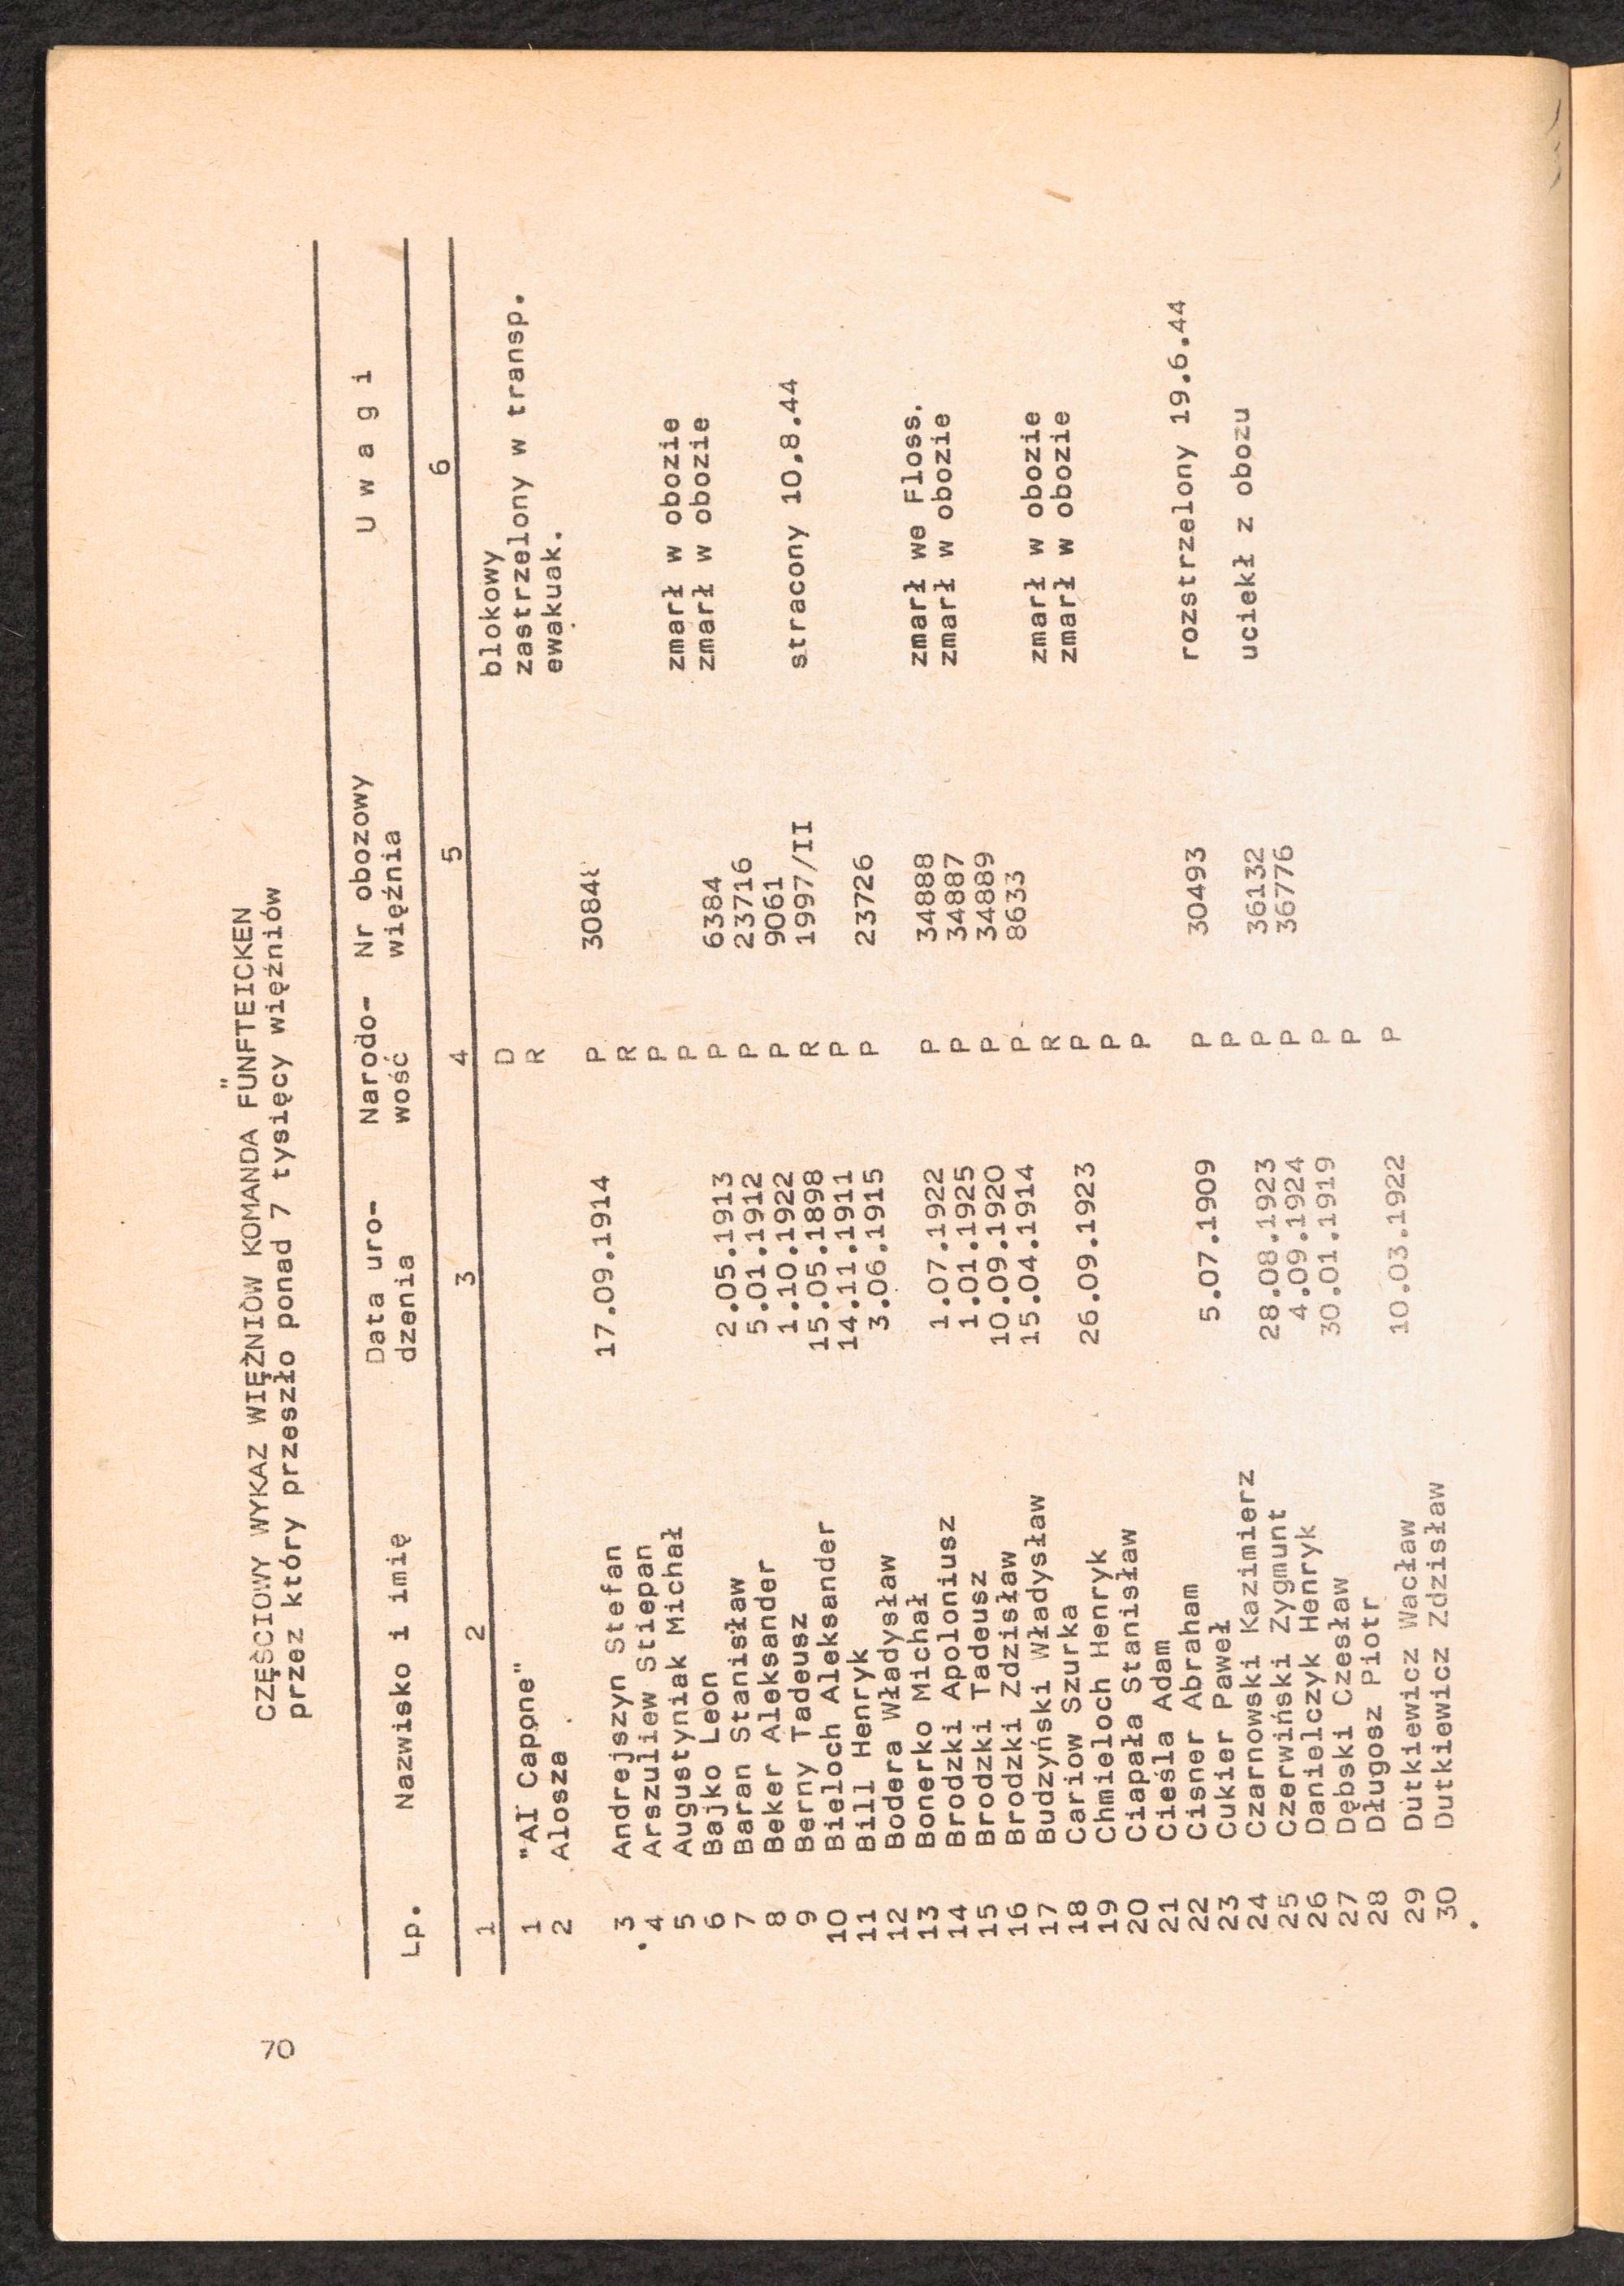 70
CZĘŚCIOWY WYKAZ WIĘŹNIÓW KOMANDA FÜNFTEICKEN
przez który przeszło ponad 7 tysięcy więźniów
Lp. Nazwisko i imię Data uro- Narodo- Nr obozowy U w a g i
dzenia wość więźnia
1 2 3 4 5 6
1 "Al Capone" D blokowy
2 Alosza R zastrzelony w transp.
ewakuak.
3 Andrejszyn Stefan 17.09.1914 P
4 Arszuliew Stiepan R
5 Augustyniak Michał P
6 Bajko Leon P zmarł w obozie
7 Baran Stanisław 2.05.1913 P 6384 zmarł w obozie
8 Beker Aleksander 5.01.1912 P 23716
9 Berny Tadeusz 1.10.1922 P 9061
10 Bieloch Aleksander 15.05.1898 R 1997/II stracony 10,8.44
11 Bill Henryk 14.11.1911 P
12 Bodera Władysław 3.06.1915 P 23726
13 Bonerko Michał
14 Brodzki Apoloniusz 1.07.1922 P 34888 zmarł we Floss.
15 Brodzki Tadeusz 1.01.1925 P 34887 zmarł w obozie
16 Brodzki Zdzisław 10.09.1920 P 34889
17 Budzyński Władysław 15.04.1914 P 8633
18 Cariow Szurka R zmarł w obozie
19 Chmieloch Henryk 26.09.1923 P zmarł w obozie
20 Ciapała Stanisław P
21 Cieśla Adam P
22 Cisner Abraham
23 Cukier Paweł 5.07.1909 P 30493 rozstrzelony 19.6.44
24 Czarnowski Kazimierz P
25 Czerwiński Zygmunt 28.08.1923 P 36132 uciekł z obozu
26 Danielczyk Henryk 4.09.1924 P 36776
27 Dębski Czesław 30.01.1919 P
28 Długosz Piotr P
29 Dutkiewicz Wacław 10.03.1922 P
30 Dutkiewicz Zdzisław